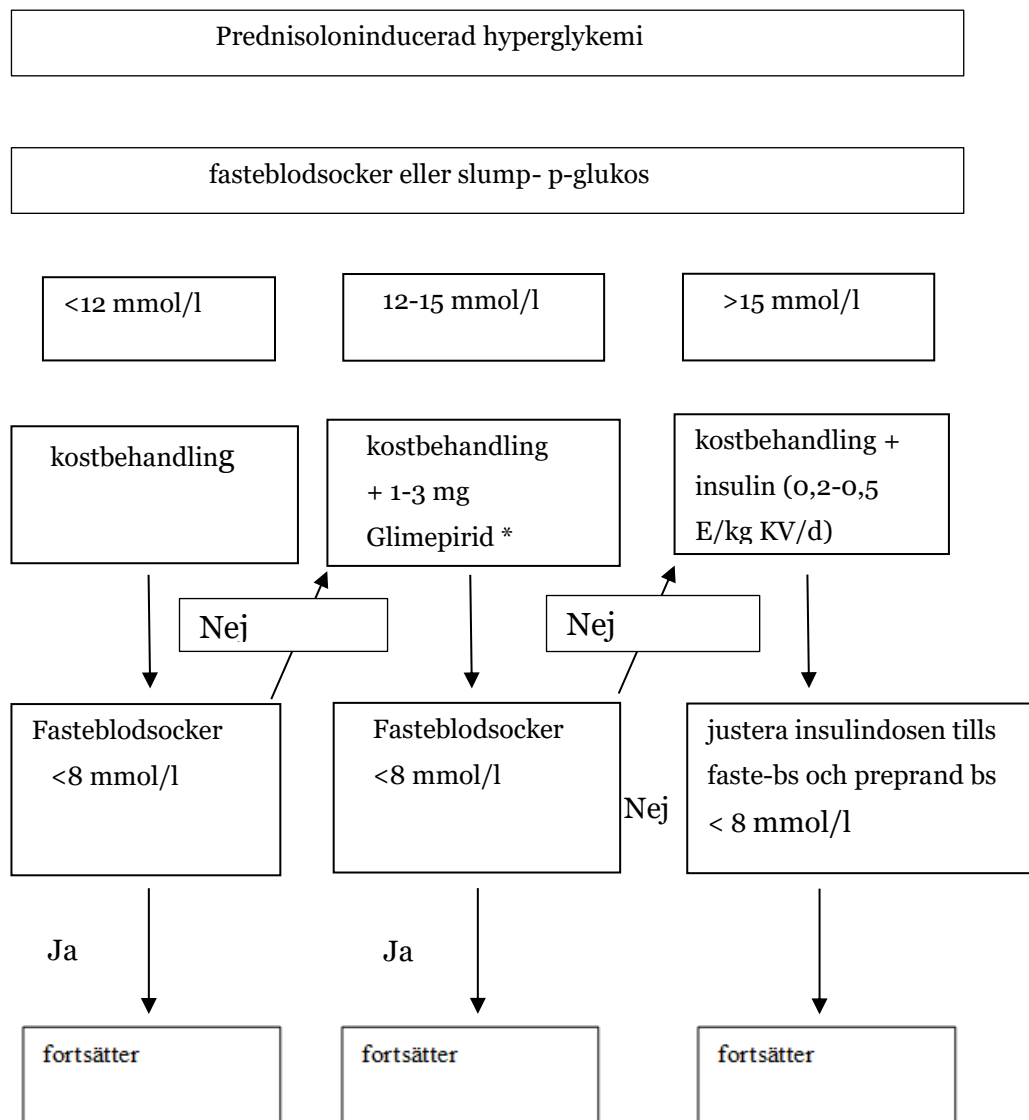 Prednisoloninducerad hyperglykemi
fasteblodsocker eller slump- p-glukos
<12 mmol/l
12-15 mmol/l
>15 mmol/l
kostbehandling
kostbehandling
+ 1-3 mg
Glimepirid *
kostbehandling +
insulin (0,2-0,5
E/kg KV/d)
Nej
Nej
Fasteblodsocker
<8 mmol/l
Fasteblodsocker
<8 mmol/l
Nej
justera insulindosen tills
faste-bs och preprand bs
< 8 mmol/l
Ja
Ja
fortsätter
fortsätter
fortsätter